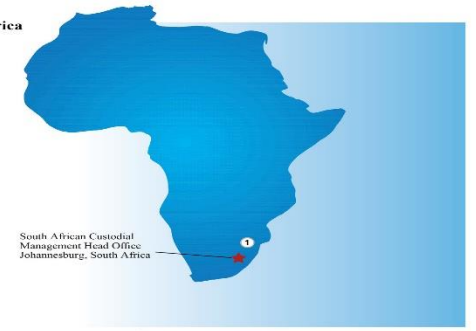 rica
1
South African Custodial
Management Head Office
Johannesburg, South Africa